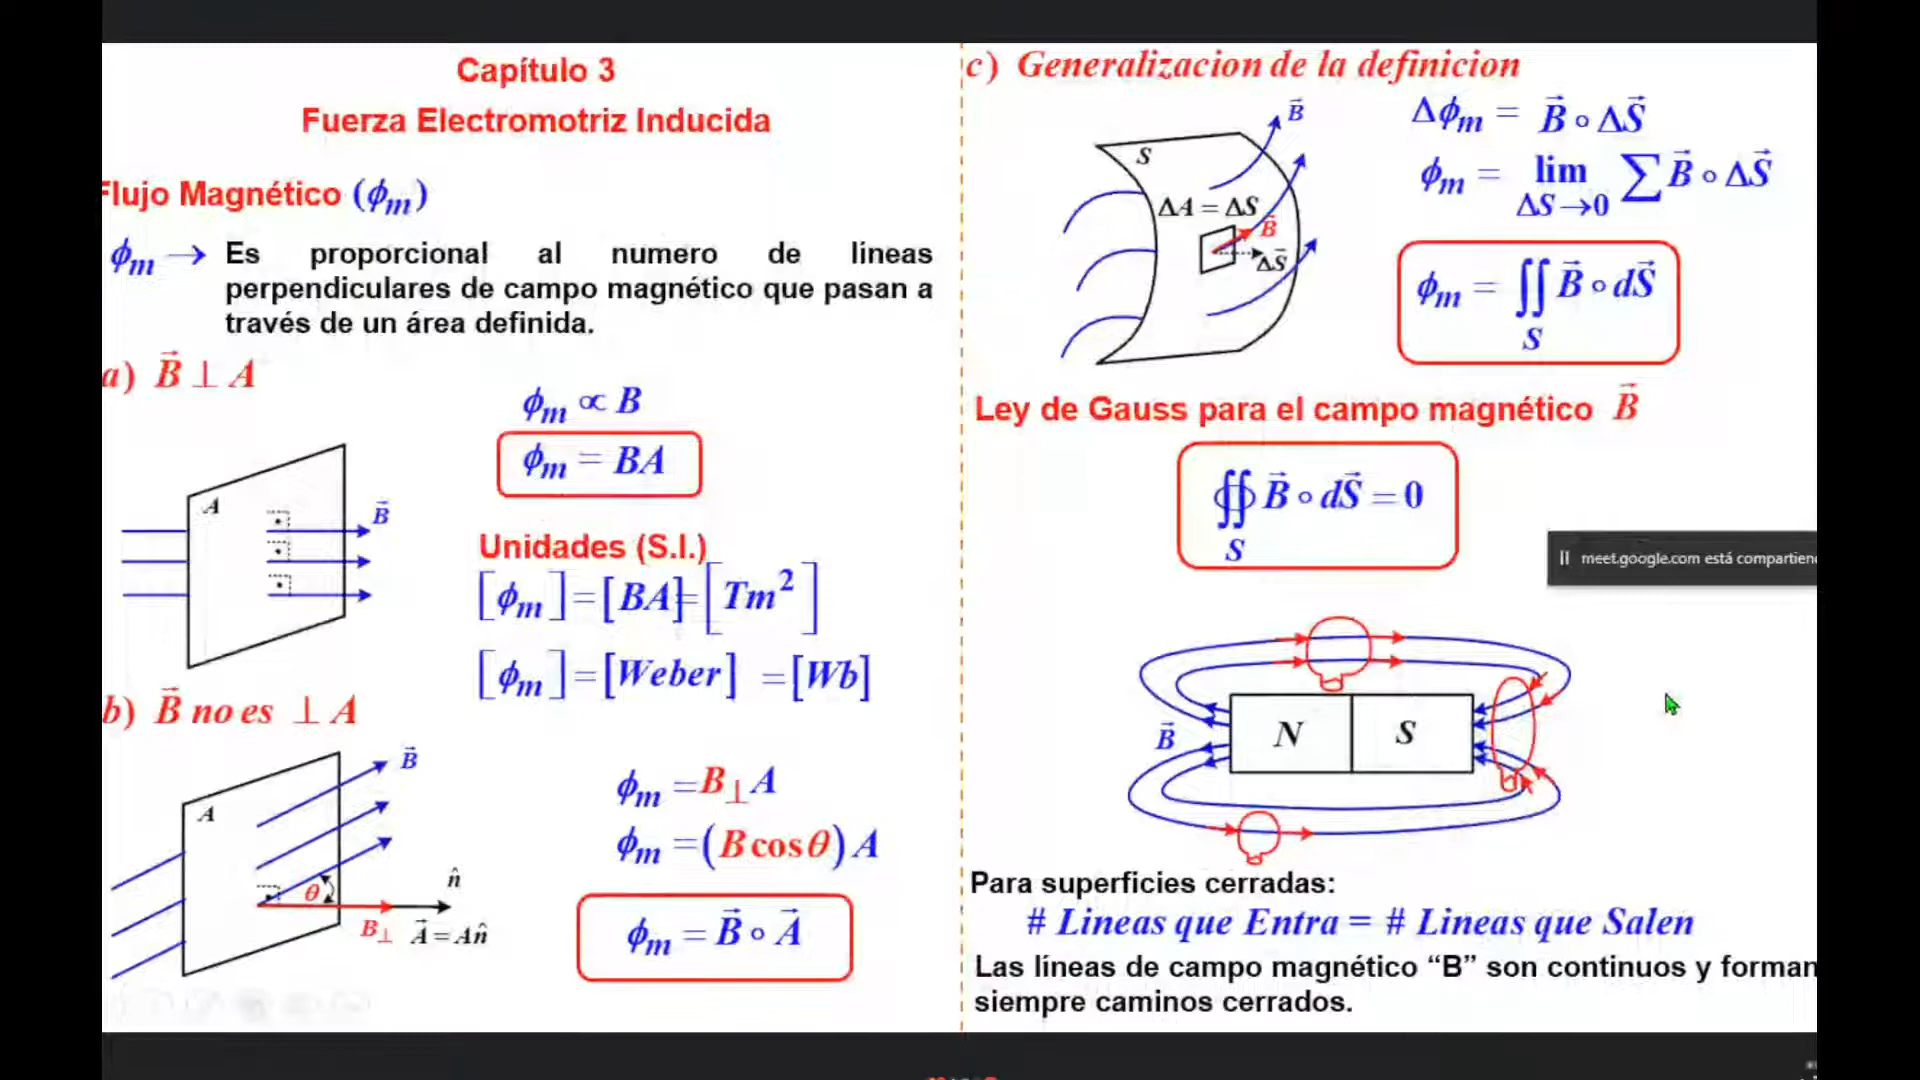 Capítulo 3
Fuerza Electromotriz Inducida
Flujo Magnético (ϕm)
ϕm → Es proporcional al numero de lineas
perpendiculares de campo magnético que pasan a
través de un área definida.
a) B⃗ ⊥ A
ϕm ∝ B
ϕm = BA
A
B⃗
Unidades (S.I.)
[ϕm] = [BA] = [Tm²]
[ϕm] = [Weber] = [Wb]
b) B⃗ no es ⊥ A
A
B⃗
θ
n̂
B⊥
A⃗ = An̂
ϕm = B⊥A
ϕm = (B cos θ) A
ϕm = B⃗ ∘ A⃗
c) Generalizacion de la definicion
S
B⃗
ΔA = ΔS
B⃗
ΔS⃗
Δϕm = B⃗ ∘ ΔS⃗
ϕm = lim ∑ B⃗ ∘ ΔS⃗
ΔS→0
ϕm = ∬ B⃗ ∘ dS⃗
S
Ley de Gauss para el campo magnético B⃗
∯ B⃗ ∘ dS⃗ = 0
S
meet.google.com está compartien
B⃗
N S
Para superficies cerradas:
# Lineas que Entra = # Lineas que Salen
Las líneas de campo magnético “B” son continuos y forman
siempre caminos cerrados.